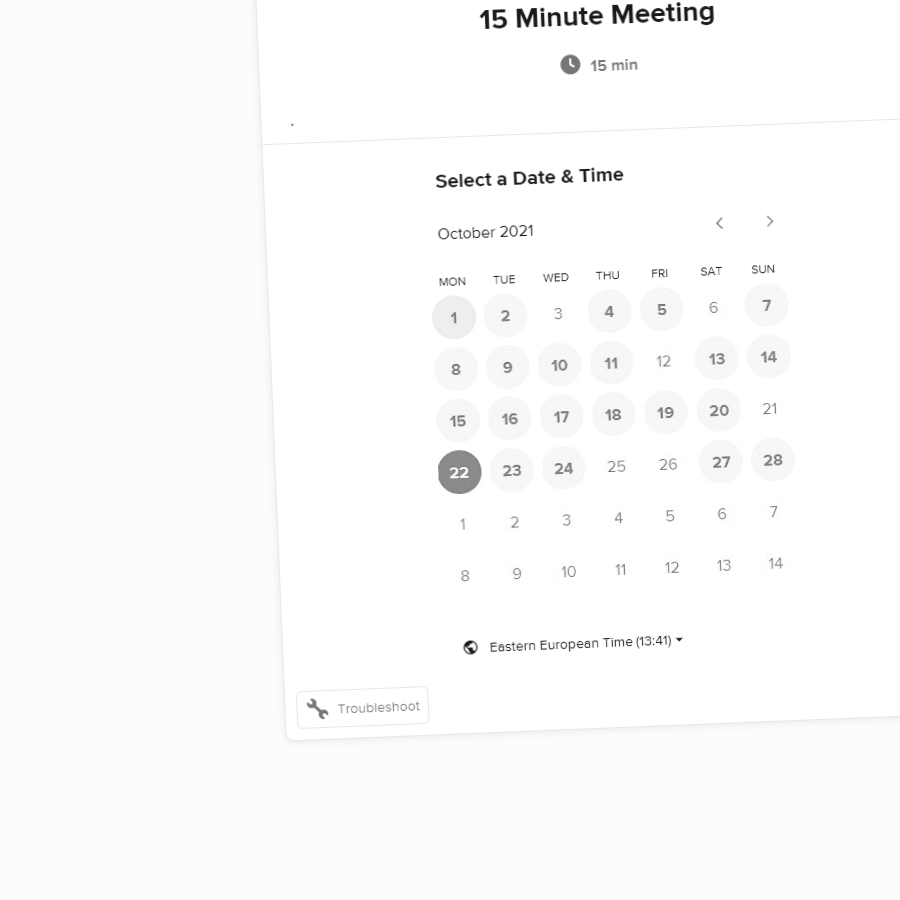 15 Minute Meeting
15 min
Select a Date & Time
October 2021
MON TUE WED THU FRI SAT SUN
1 2 3 4 5 6 7
8 9 10 11 12 13 14
15 16 17 18 19 20 21
22 23 24 25 26 27 28
1 2 3 4 5 6 7
8 9 10 11 12 13 14
Eastern European Time (13:41)
Troubleshoot